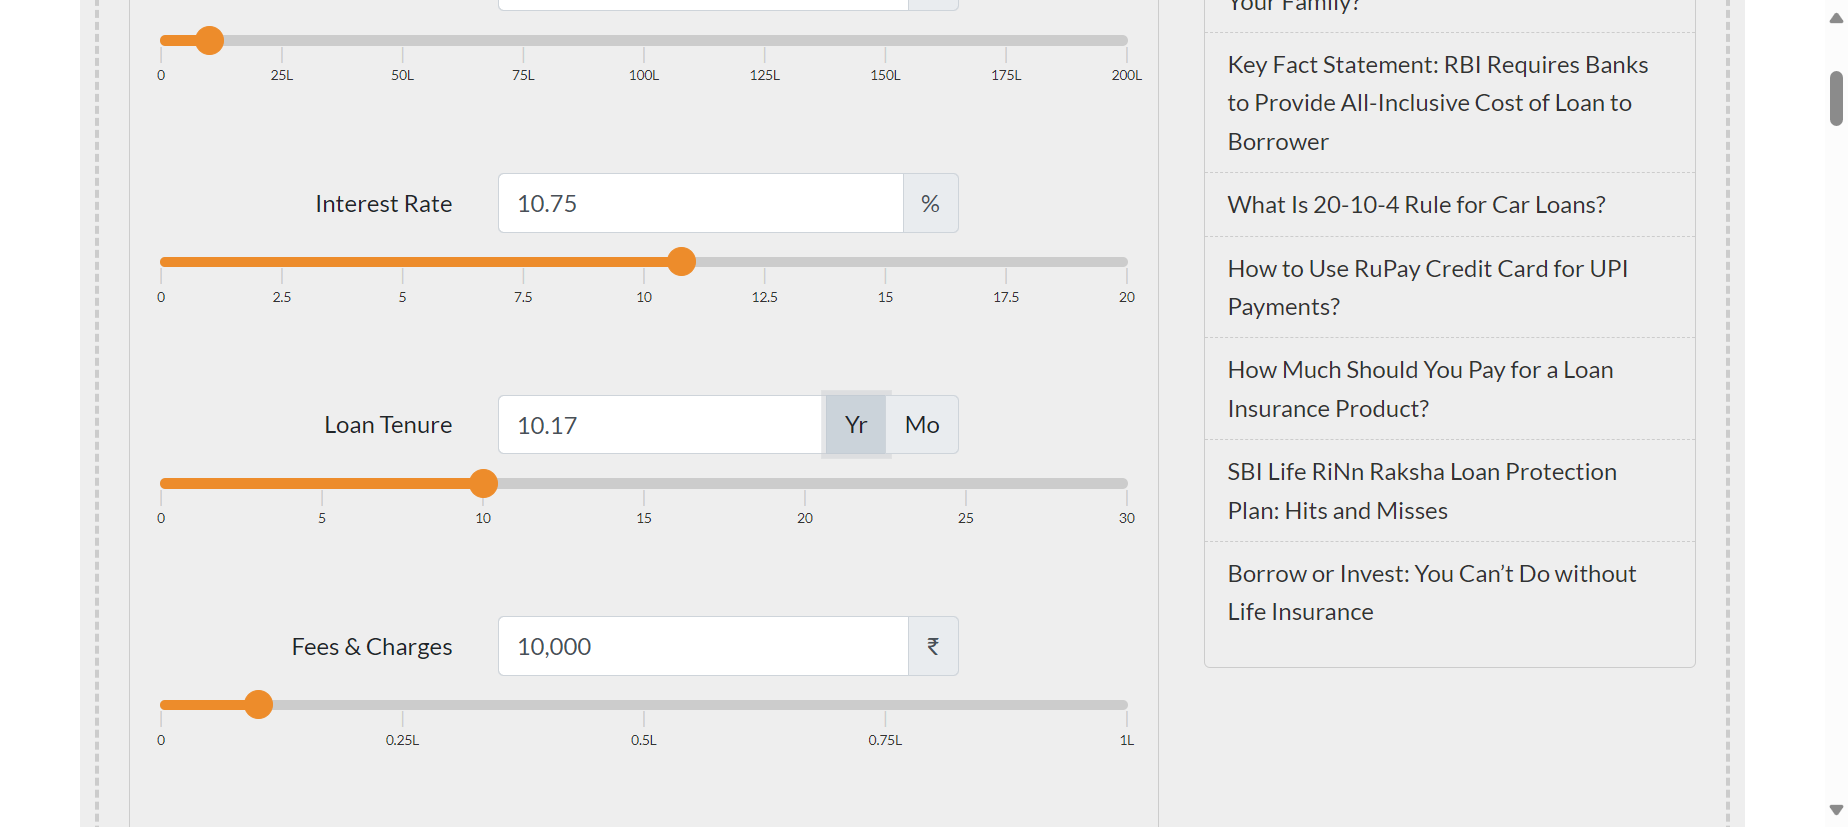 0 25L 50L 75L 100L 125L 150L 175L 200L
Interest Rate 10.75 %
0 2.5 5 7.5 10 12.5 15 17.5 20
Loan Tenure 10.17 Yr Mo
0 5 10 15 20 25 30
Fees & Charges 10,000 ₹
0 0.25L 0.5L 0.75L 1L
Your Family?
Key Fact Statement: RBI Requires Banks
to Provide All-Inclusive Cost of Loan to
Borrower
What Is 20-10-4 Rule for Car Loans?
How to Use RuPay Credit Card for UPI
Payments?
How Much Should You Pay for a Loan
Insurance Product?
SBI Life RiNn Raksha Loan Protection
Plan: Hits and Misses
Borrow or Invest: You Can’t Do without
Life Insurance